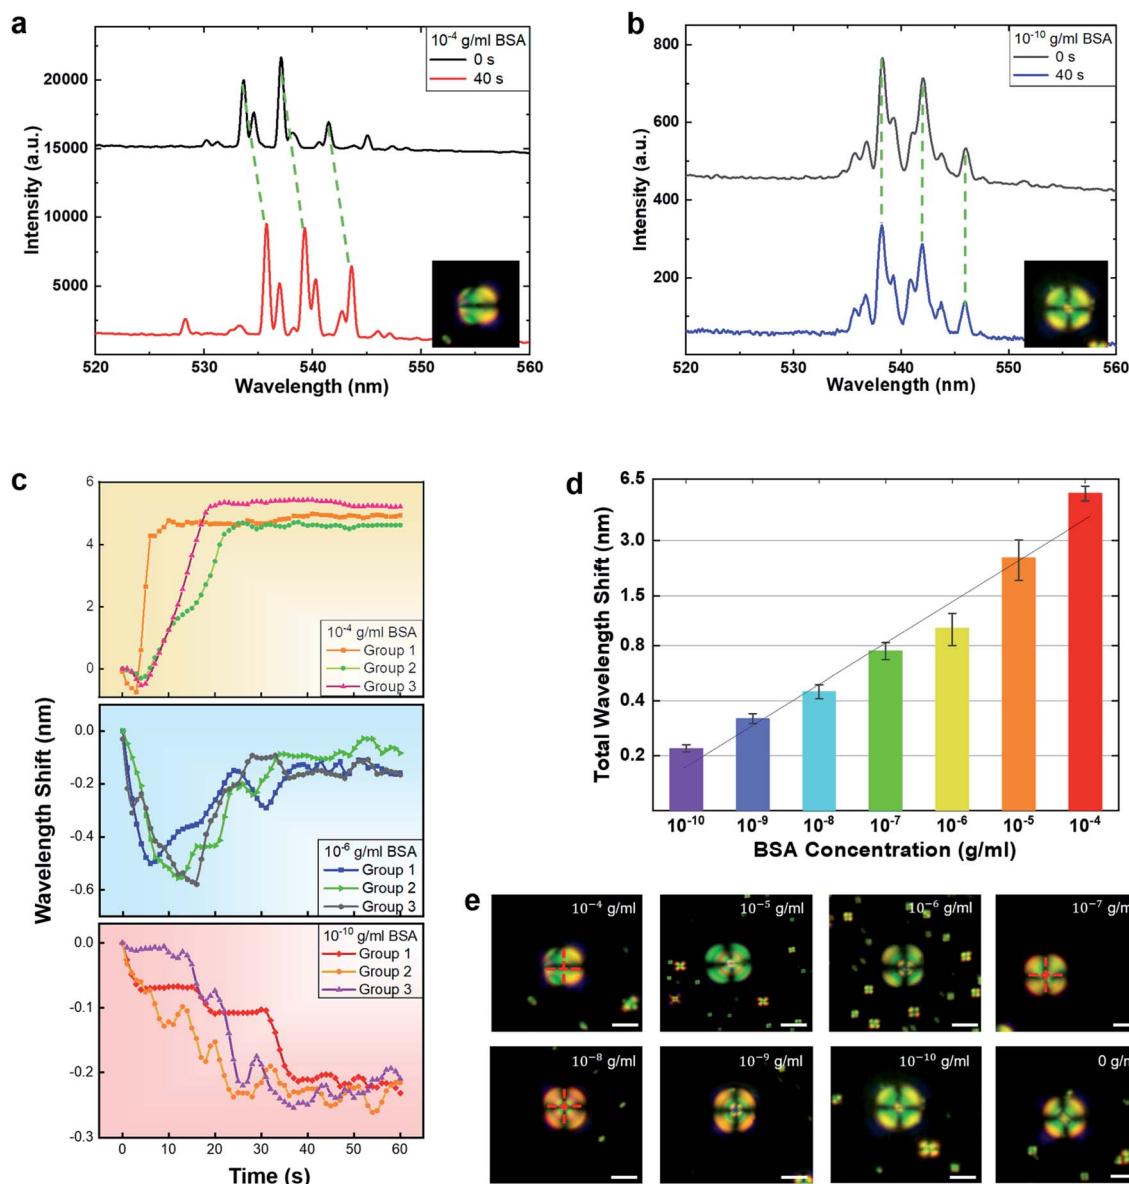 a
10⁻⁴ g/ml BSA
0 s
40 s
20000
15000
10000
5000
Intensity (a.u.)
520 530 540 550 560
Wavelength (nm)
b
10⁻¹⁰ g/ml BSA
0 s
40 s
800
600
400
200
Intensity (a.u.)
520 530 540 550 560
Wavelength (nm)
c
6
4
2
0
10⁻⁴ g/ml BSA
Group 1
Group 2
Group 3
0.0
-0.2
-0.4
-0.6
10⁻⁶ g/ml BSA
Group 1
Group 2
Group 3
0.0
-0.1
-0.2
-0.3
10⁻¹⁰ g/ml BSA
Group 1
Group 2
Group 3
Wavelength Shift (nm)
0 10 20 30 40 50 60
Time (s)
d
6.5
3.0
1.5
0.8
0.4
0.2
Total Wavelength Shift (nm)
10⁻¹⁰ 10⁻⁹ 10⁻⁸ 10⁻⁷ 10⁻⁶ 10⁻⁵ 10⁻⁴
BSA Concentration (g/ml)
e
10⁻⁴ g/ml
10⁻⁵ g/ml
10⁻⁶ g/ml
10⁻⁷ g/m
10⁻⁸ g/ml
10⁻⁹ g/ml
10⁻¹⁰ g/ml
0 g/m